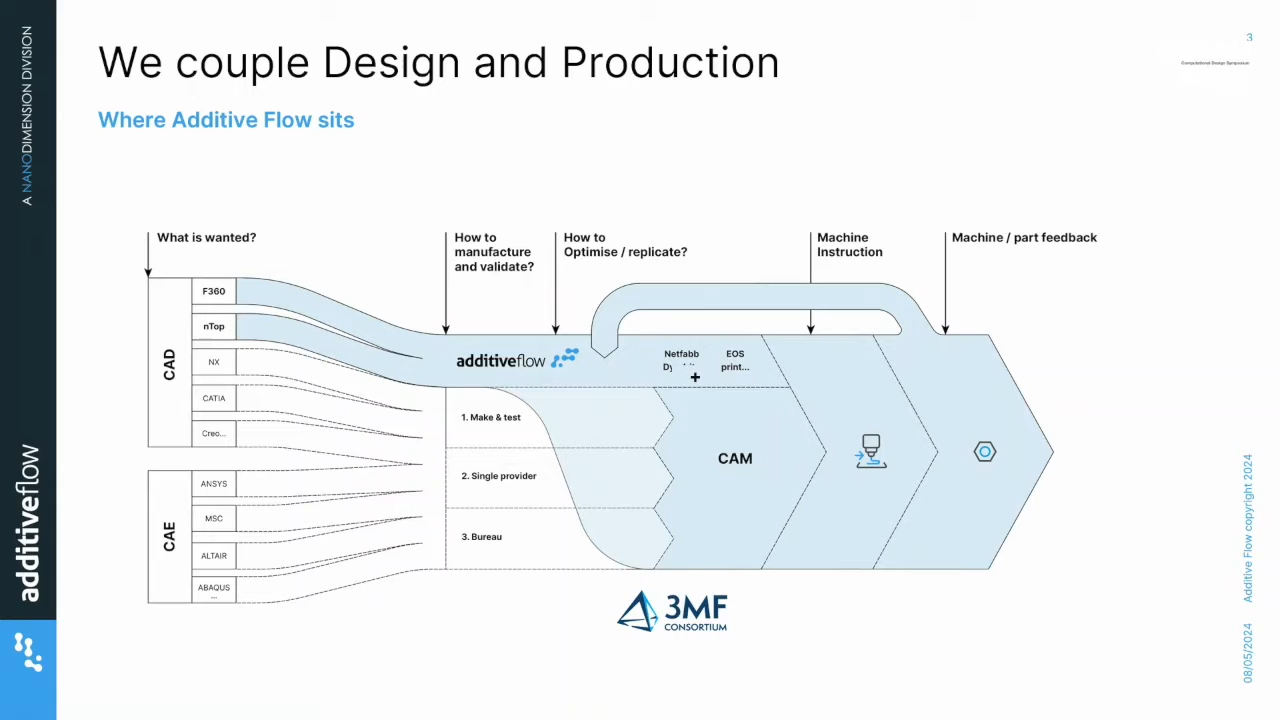 We couple Design and Production
Where Additive Flow sits
3
Computational Design Symposium
A NANODIMENSION DIVISION
additiveflow
What is wanted?
How to
manufacture
and validate?
How to
Optimise / replicate?
Machine
Instruction
Machine / part feedback
CAD
F360
nTop
NX
CATIA
Creo...
CAE
ANSYS
MSC
ALTAIR
ABAQUS
...
additiveflow
Netfabb
EOS
print...
+
1. Make & test
2. Single provider
3. Bureau
CAM
3MF
CONSORTIUM
08/05/2024 Additive Flow copyright 2024